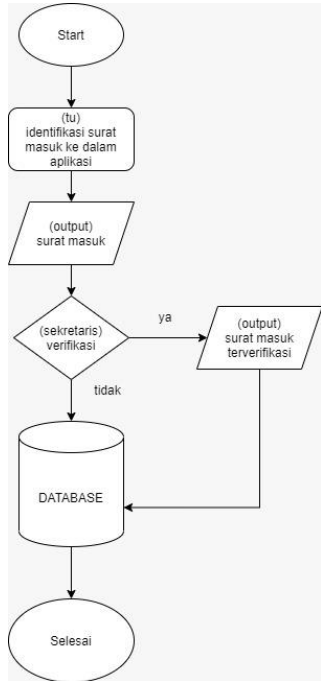 Start
(tu)
identifikasi surat
masuk ke dalam
aplikasi
(output)
surat masuk
(sekretaris)
verifikasi
ya
(output)
surat masuk
terverifikasi
tidak
DATABASE
Selesai